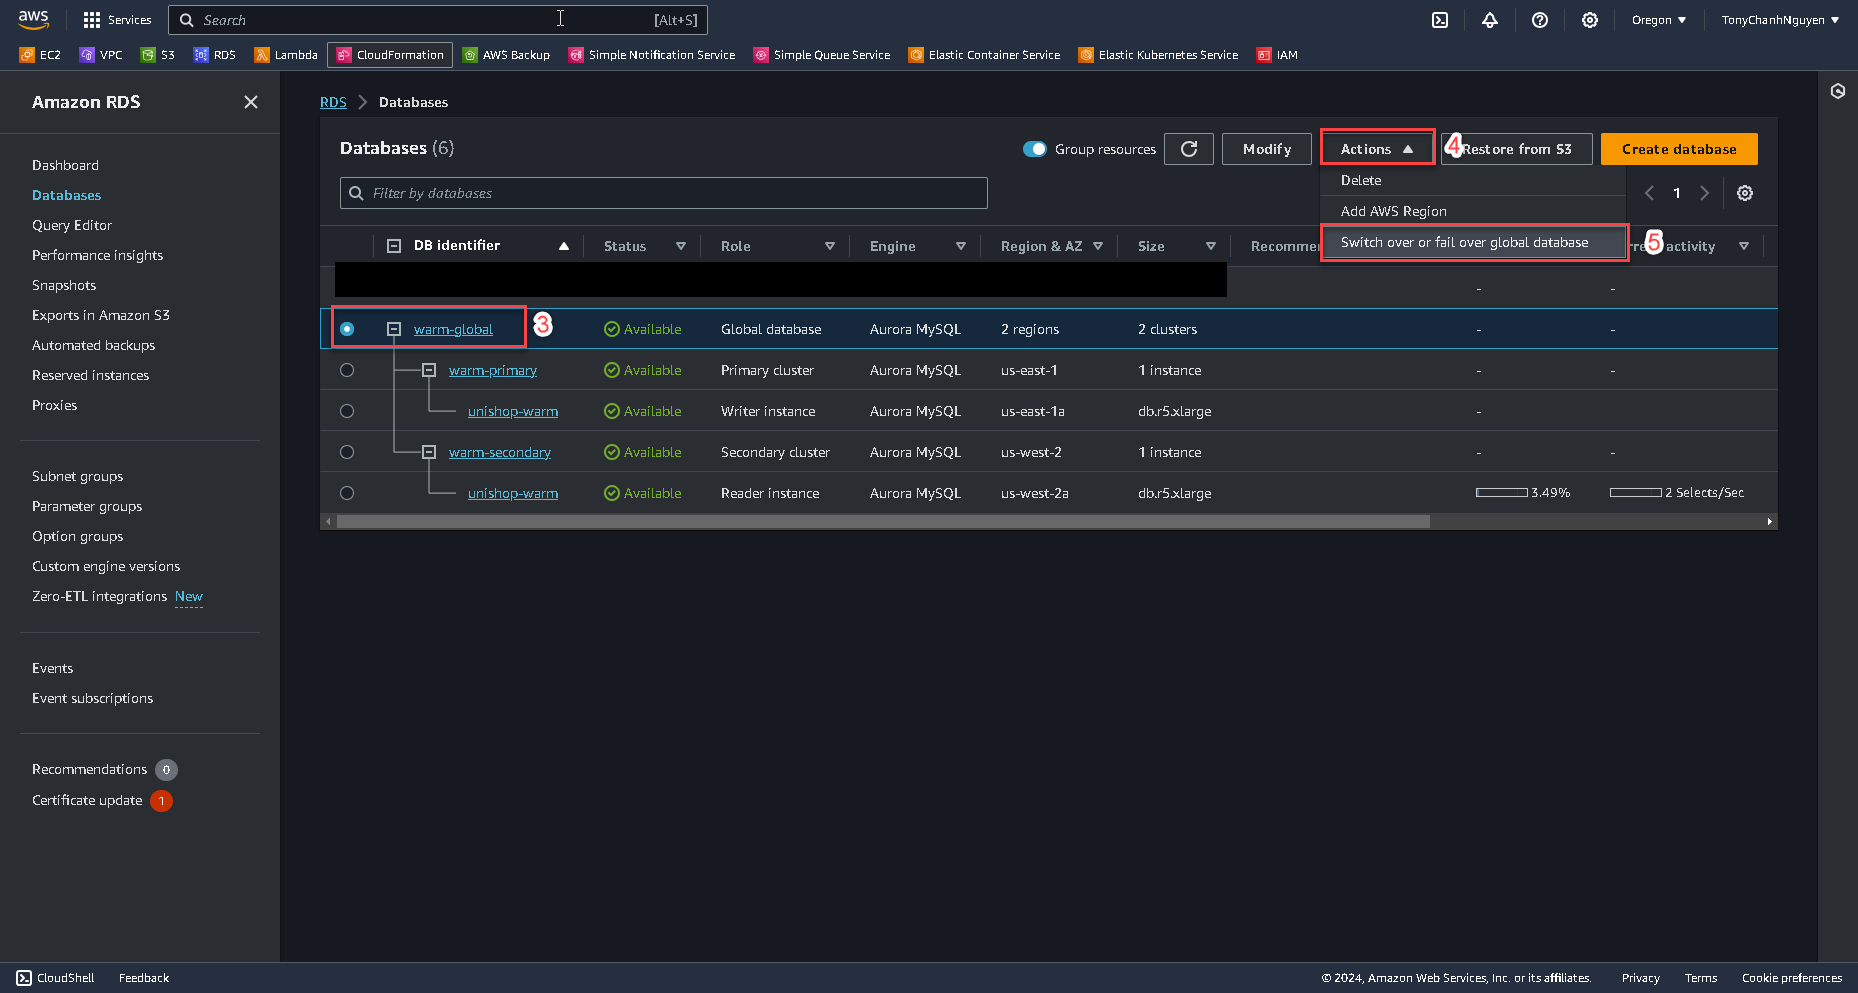 aws Services Search [Alt+S] Oregon ▼ TonyChanhNguyen ▼
EC2 VPC S3 RDS Lambda CloudFormation AWS Backup Simple Notification Service Simple Queue Service Elastic Container Service Elastic Kubernetes Service IAM
Amazon RDS
Dashboard
Databases
Query Editor
Performance insights
Snapshots
Exports in Amazon S3
Automated backups
Reserved instances
Proxies
Subnet groups
Parameter groups
Option groups
Custom engine versions
Zero-ETL integrations New
Events
Event subscriptions
Recommendations 0
Certificate update 1
RDS > Databases
Databases (6) Group resources Modify Actions ▲ 4 Restore from S3 Create database
Delete
Filter by databases 1
Add AWS Region
Switch over or fail over global database 5
DB identifier ▲ Status ▼ Role ▼ Engine ▼ Region & AZ ▼ Size ▼ Recommen activity ▼
- -
warm-global 3 Available Global database Aurora MySQL 2 regions 2 clusters - -
warm-primary Available Primary cluster Aurora MySQL us-east-1 1 instance - -
unishop-warm Available Writer instance Aurora MySQL us-east-1a db.r5.xlarge -
warm-secondary Available Secondary cluster Aurora MySQL us-west-2 1 instance - -
unishop-warm Available Reader instance Aurora MySQL us-west-2a db.r5.xlarge 3.49% 2 Selects/Sec
CloudShell Feedback © 2024, Amazon Web Services, Inc. or its affiliates. Privacy Terms Cookie preferences